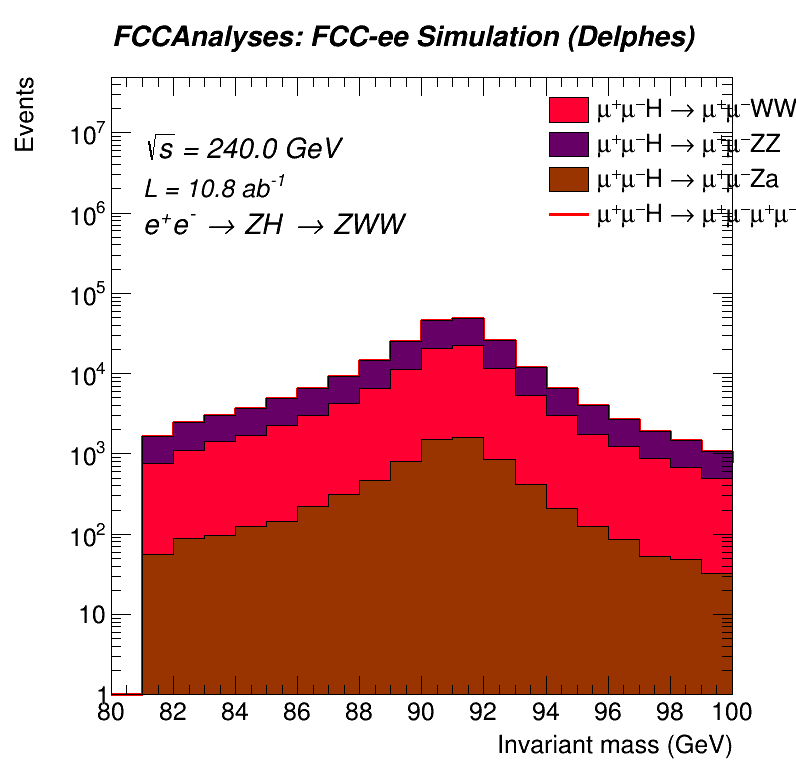 FCCAnalyses: FCC-ee Simulation (Delphes)
Events
10⁷
10⁶
10⁵
10⁴
10³
10²
10
1
√s = 240.0 GeV
L = 10.8 ab⁻¹
e⁺e⁻ → ZH → ZWW
μ⁺μ⁻H → μ⁺μ⁻WW
μ⁺μ⁻H → μ⁺μ⁻ZZ
μ⁺μ⁻H → μ⁺μ⁻Za
μ⁺μ⁻H → μ⁺μ⁻μ⁺μ⁻
80 82 84 86 88 90 92 94 96 98 100
Invariant mass (GeV)